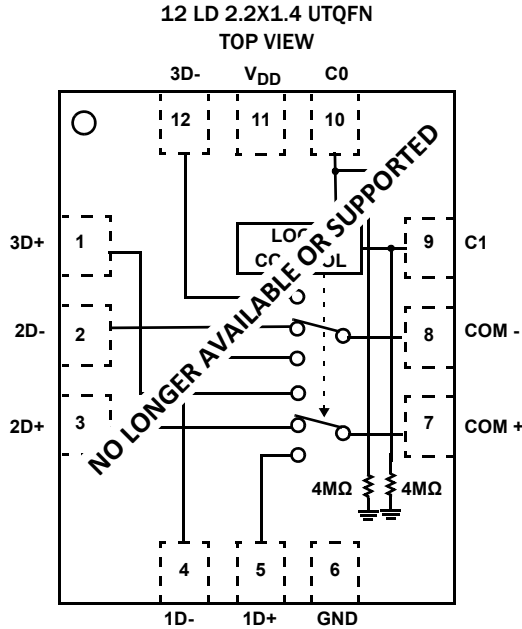 12 LD 2.2X1.4 UTQFN
TOP VIEW
3D-
VDD
C0
12
11
10
3D+
1
9
C1
2D-
2
8
COM -
2D+
3
7
COM +
NO LONGER AVAILABLE OR SUPPORTED
4MΩ
4MΩ
4
5
6
1D-
1D+
GND